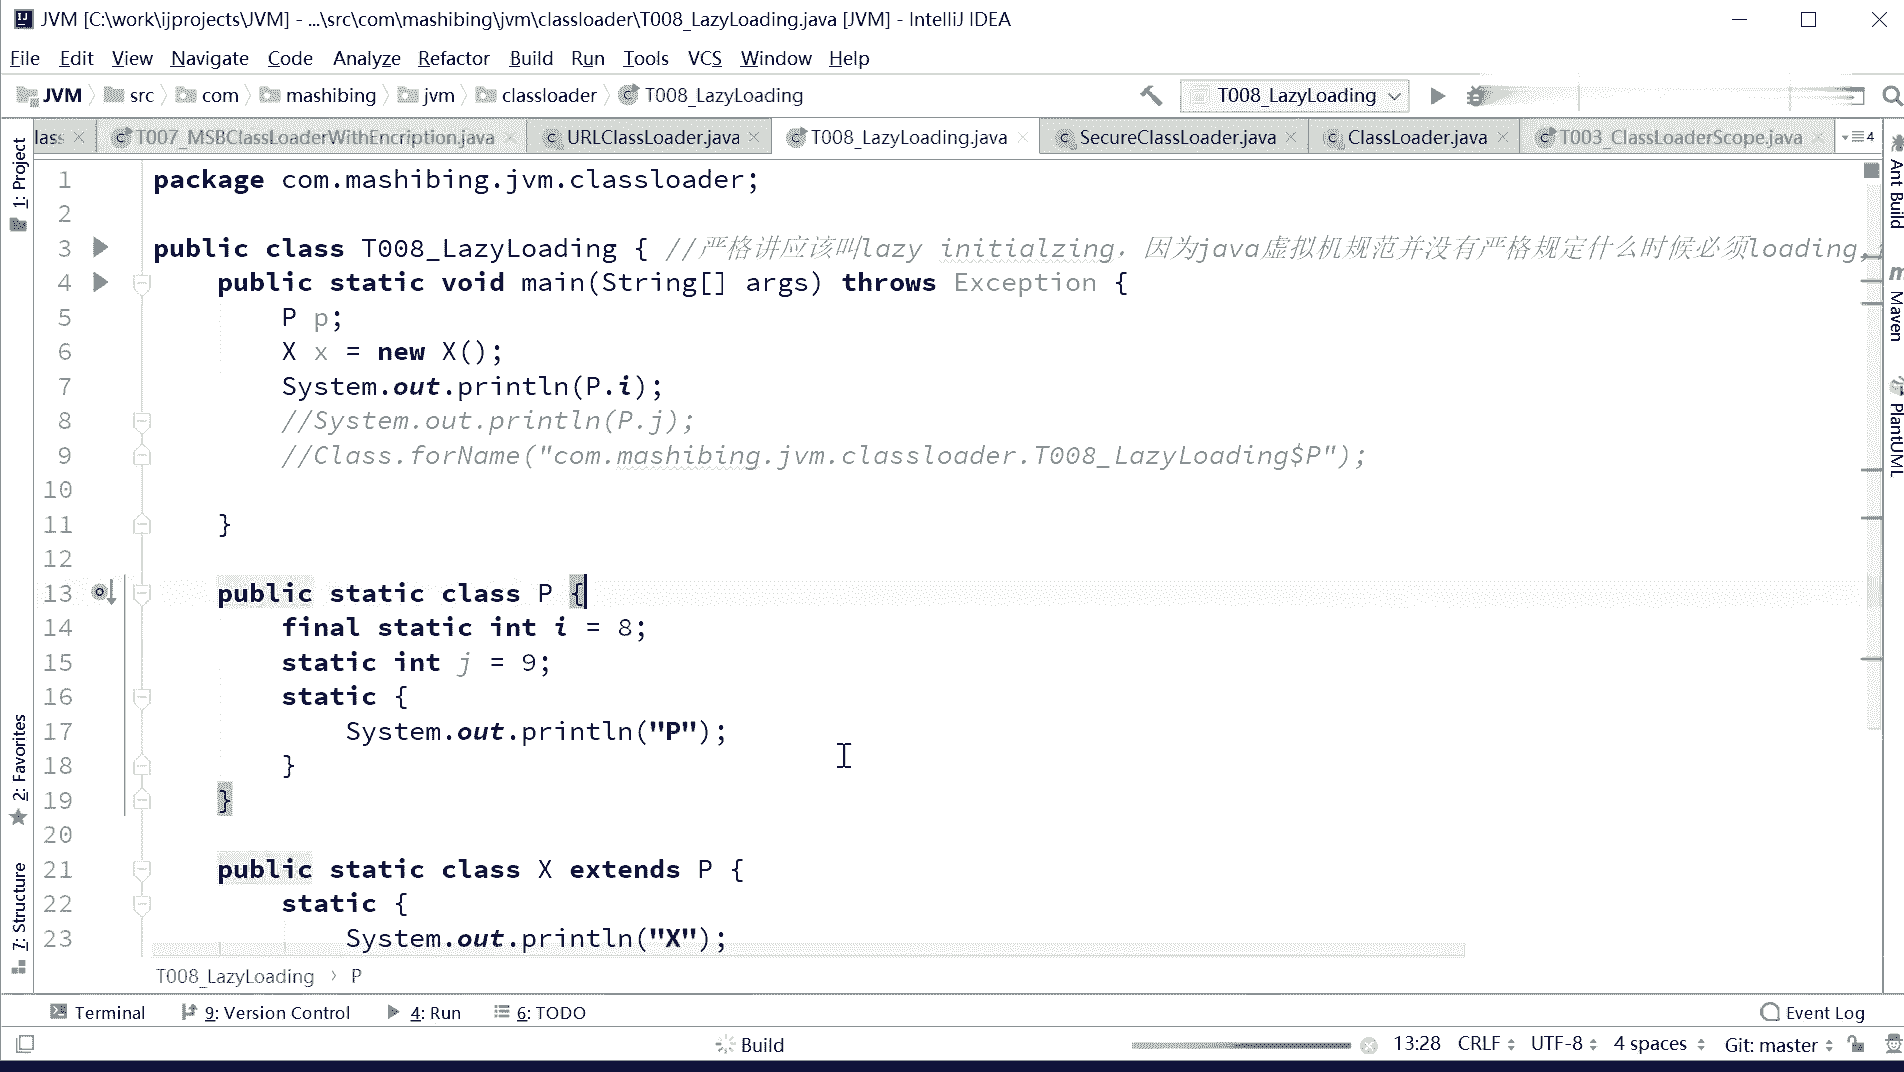 JVM [C:\work\ijprojects\JVM] - ...\src\com\mashibing\jvm\classloader\T008_LazyLoading.java [JVM] - IntelliJ IDEA
File Edit View Navigate Code Analyze Refactor Build Run Tools VCS Window Help
JVM src com mashibing jvm classloader T008_LazyLoading T008_LazyLoading
lass T007_MSBClassLoaderWithEncription.java URLClassLoader.java T008_LazyLoading.java SecureClassLoader.java ClassLoader.java T003_ClassLoaderScope.java 4
1 package com.mashibing.jvm.classloader;
2
3 public class T008_LazyLoading { //严格讲应该叫lazy initialzing，因为java虚拟机规范并没有严格规定什么时候必须loading,
4 public static void main(String[] args) throws Exception {
5 P p;
6 X x = new X();
7 System.out.println(P.i);
8 //System.out.println(P.j);
9 //Class.forName("com.mashibing.jvm.classloader.T008_LazyLoading$P");
10
11 }
12
13 public static class P {
14 final static int i = 8;
15 static int j = 9;
16 static {
17 System.out.println("P");
18 }
19 }
20
21 public static class X extends P {
22 static {
23 System.out.println("X");
T008_LazyLoading › P
1: Project
2: Favorites
7: Structure
Ant Build
Maven
PlantUML
Terminal 9: Version Control 4: Run 6: TODO Event Log
Build 13:28 CRLF UTF-8 4 spaces Git: master